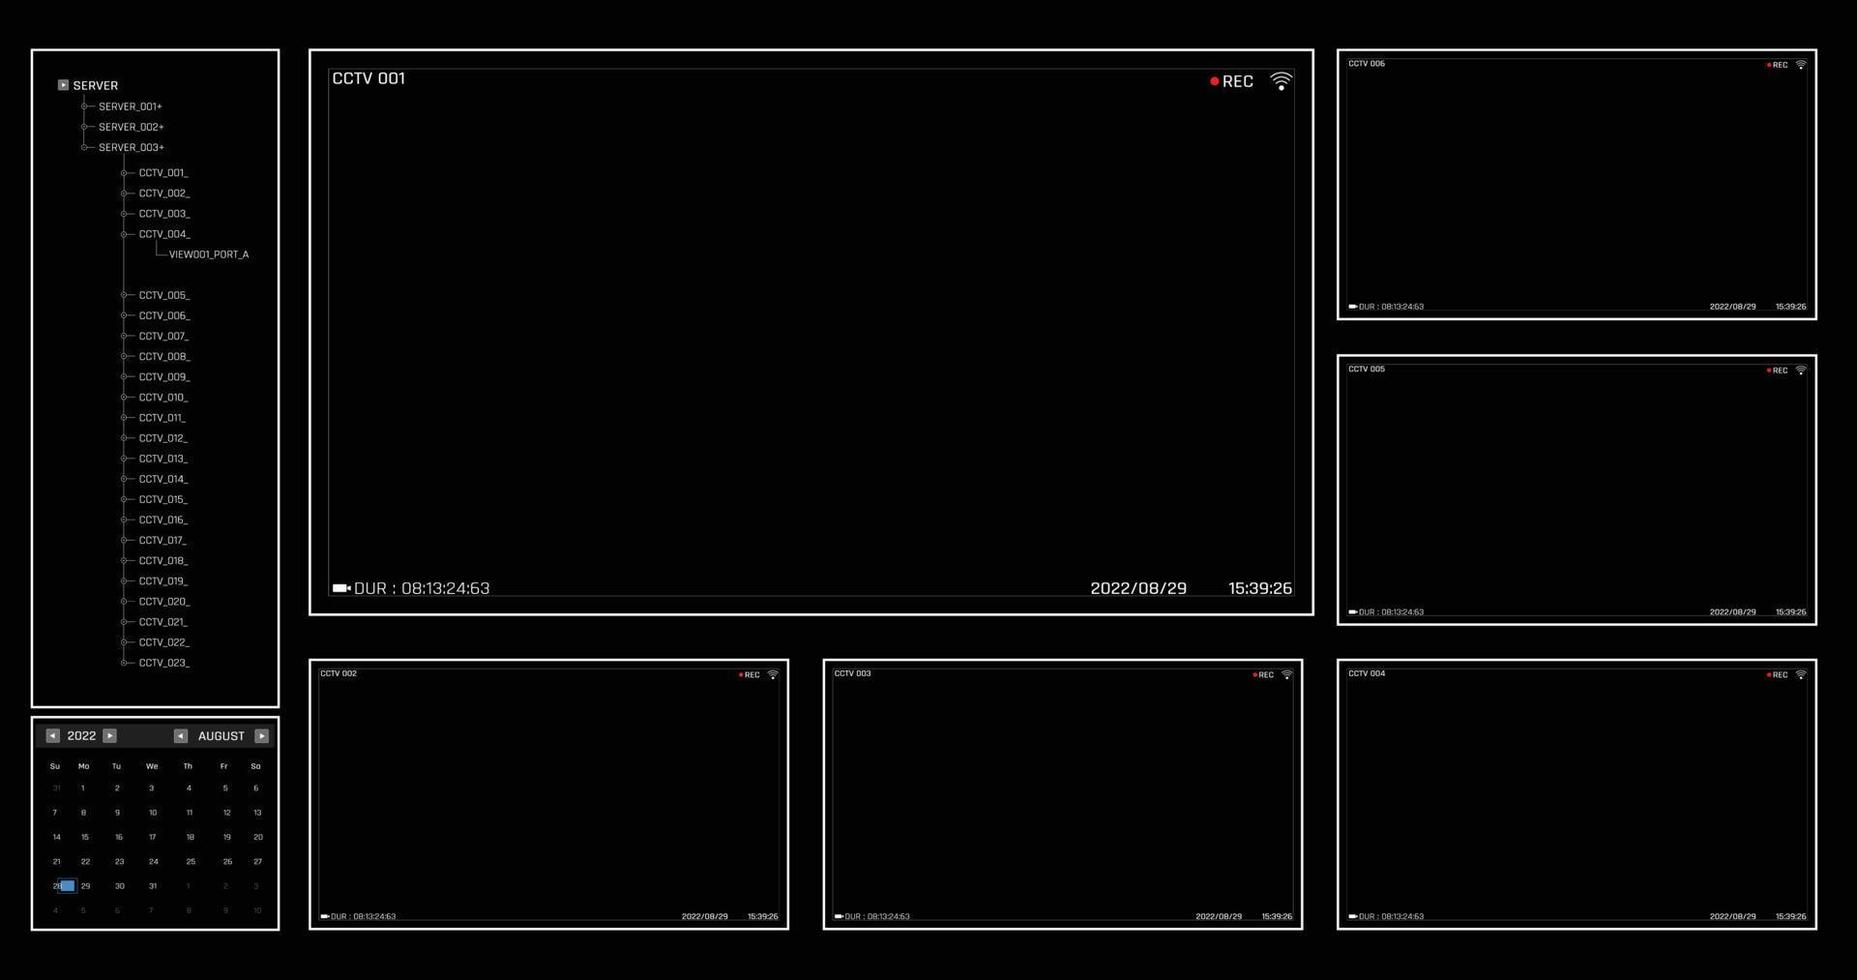 SERVER
SERVER_001+
SERVER_002+
SERVER_003+
CCTV_001_
CCTV_002_
CCTV_003_
CCTV_004_
VIEW001_PORT_A
CCTV_005_
CCTV_006_
CCTV_007_
CCTV_008_
CCTV_009_
CCTV_010_
CCTV_011_
CCTV_012_
CCTV_013_
CCTV_014_
CCTV_015_
CCTV_016_
CCTV_017_
CCTV_018_
CCTV_019_
CCTV_020_
CCTV_021_
CCTV_022_
CCTV_023_
2022 AUGUST
Su Mo Tu We Th Fr Sa
31 1 2 3 4 5 6
7 8 9 10 11 12 13
14 15 16 17 18 19 20
21 22 23 24 25 26 27
28 29 30 31 1 2 3
4 5 6 7 8 9 10
CCTV 001 REC
DUR : 08:13:24:63 2022/08/29 15:39:26
CCTV 006 REC
DUR : 08:13:24:63 2022/08/29 15:39:26
CCTV 005 REC
DUR : 08:13:24:63 2022/08/29 15:39:26
CCTV 002 REC
DUR : 08:13:24:63 2022/08/29 15:39:26
CCTV 003 REC
DUR : 08:13:24:63 2022/08/29 15:39:26
CCTV 004 REC
DUR : 08:13:24:63 2022/08/29 15:39:26